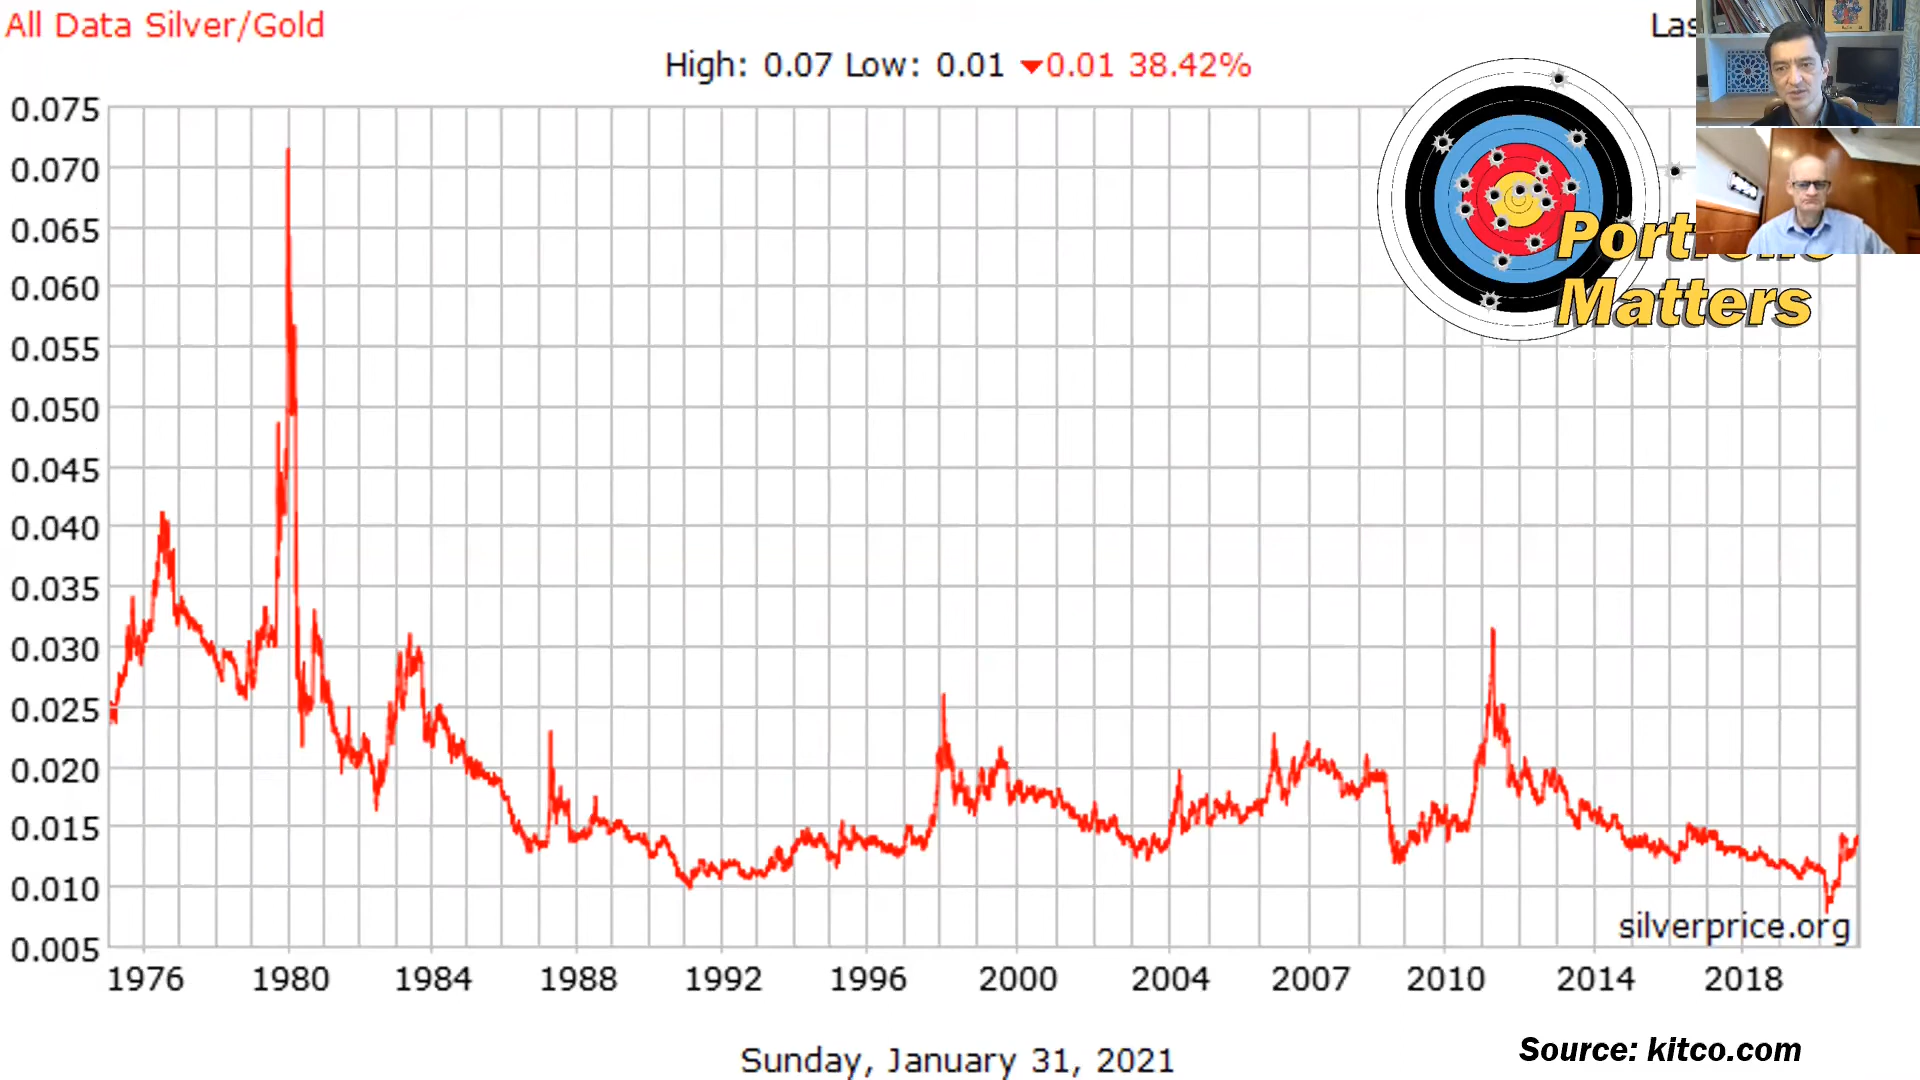 All Data Silver/Gold
Las
High: 0.07 Low: 0.01 ▼0.01 38.42%
0.075
0.070
0.065
0.060
0.055
0.050
0.045
0.040
0.035
0.030
0.025
0.020
0.015
0.010
0.005
Matters
silverprice.org
1976 1980 1984 1988 1992 1996 2000 2004 2007 2010 2014 2018
Sunday, January 31, 2021
Source: kitco.com